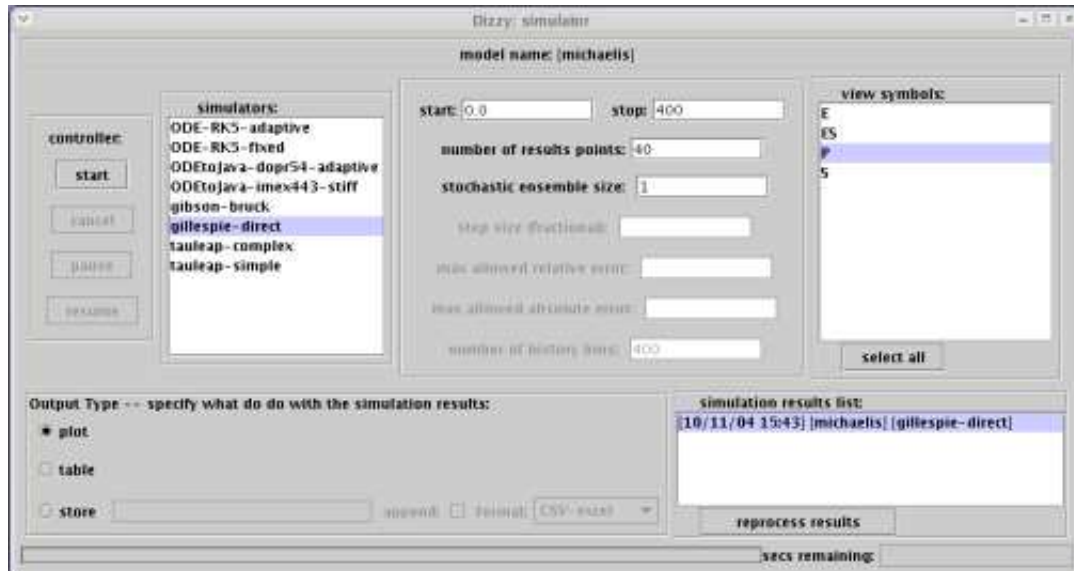 Dizzy: simulator
model name: [michaelis]
controller:
start
cancel
pause
resume
simulators:
ODE-RK5-adaptive
ODE-RK5-fixed
ODEtoJava-dopr54-adaptive
ODEtoJava-imex443-stiff
gibson-bruck
gillespie-direct
tauleap-complex
tauleap-simple
start: 0.0 stop: 400
number of results points: 40
stochastic ensemble size: 1
step size (fractional):
max allowed relative error:
max allowed absolute error:
number of history bins: 400
view symbols:
E
ES
P
S
select all
Output Type -- specify what do do with the simulation results:
plot
table
store append: format: CSV-excel
simulation results list:
[10/11/04 15:43] [michaelis] [gillespie-direct]
reprocess results
secs remaining: